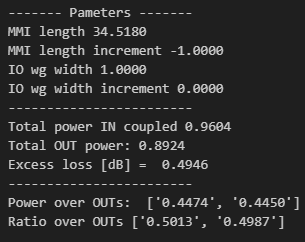 ------- Pameters -------
MMI length 34.5180
MMI length increment -1.0000
IO wg width 1.0000
IO wg width increment 0.0000
------------------------
Total power IN coupled 0.9604
Total OUT power: 0.8924
Excess loss [dB] =  0.4946
------------------------
Power over OUTs:  ['0.4474', '0.4450']
Ratio over OUTs ['0.5013', '0.4987']